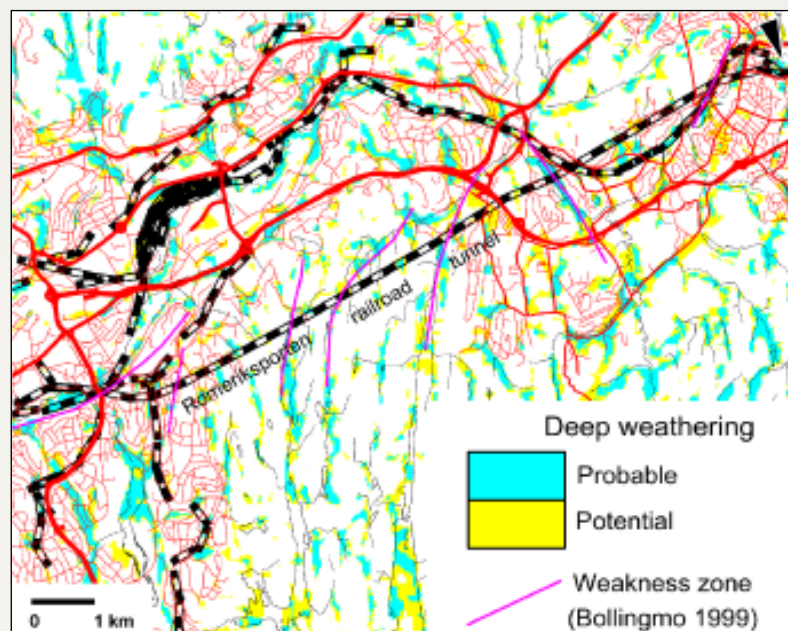 Romeriksporten railroad tunnel
Deep weathering
Probable
Potential
Weakness zone
(Bollingmo 1999)
0 1 km